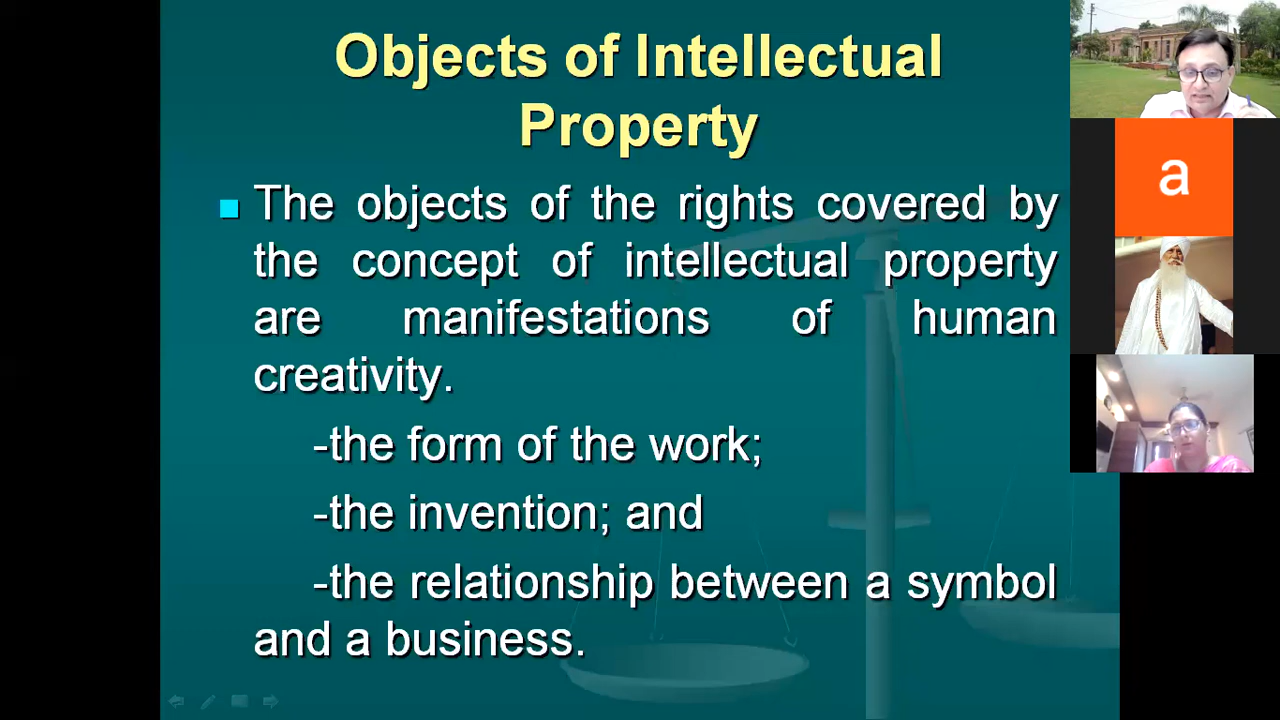 Objects of Intellectual
Property
The objects of the rights covered by
the concept of intellectual property
are manifestations of human
creativity.
-the form of the work;
-the invention; and
-the relationship between a symbol
and a business.
a